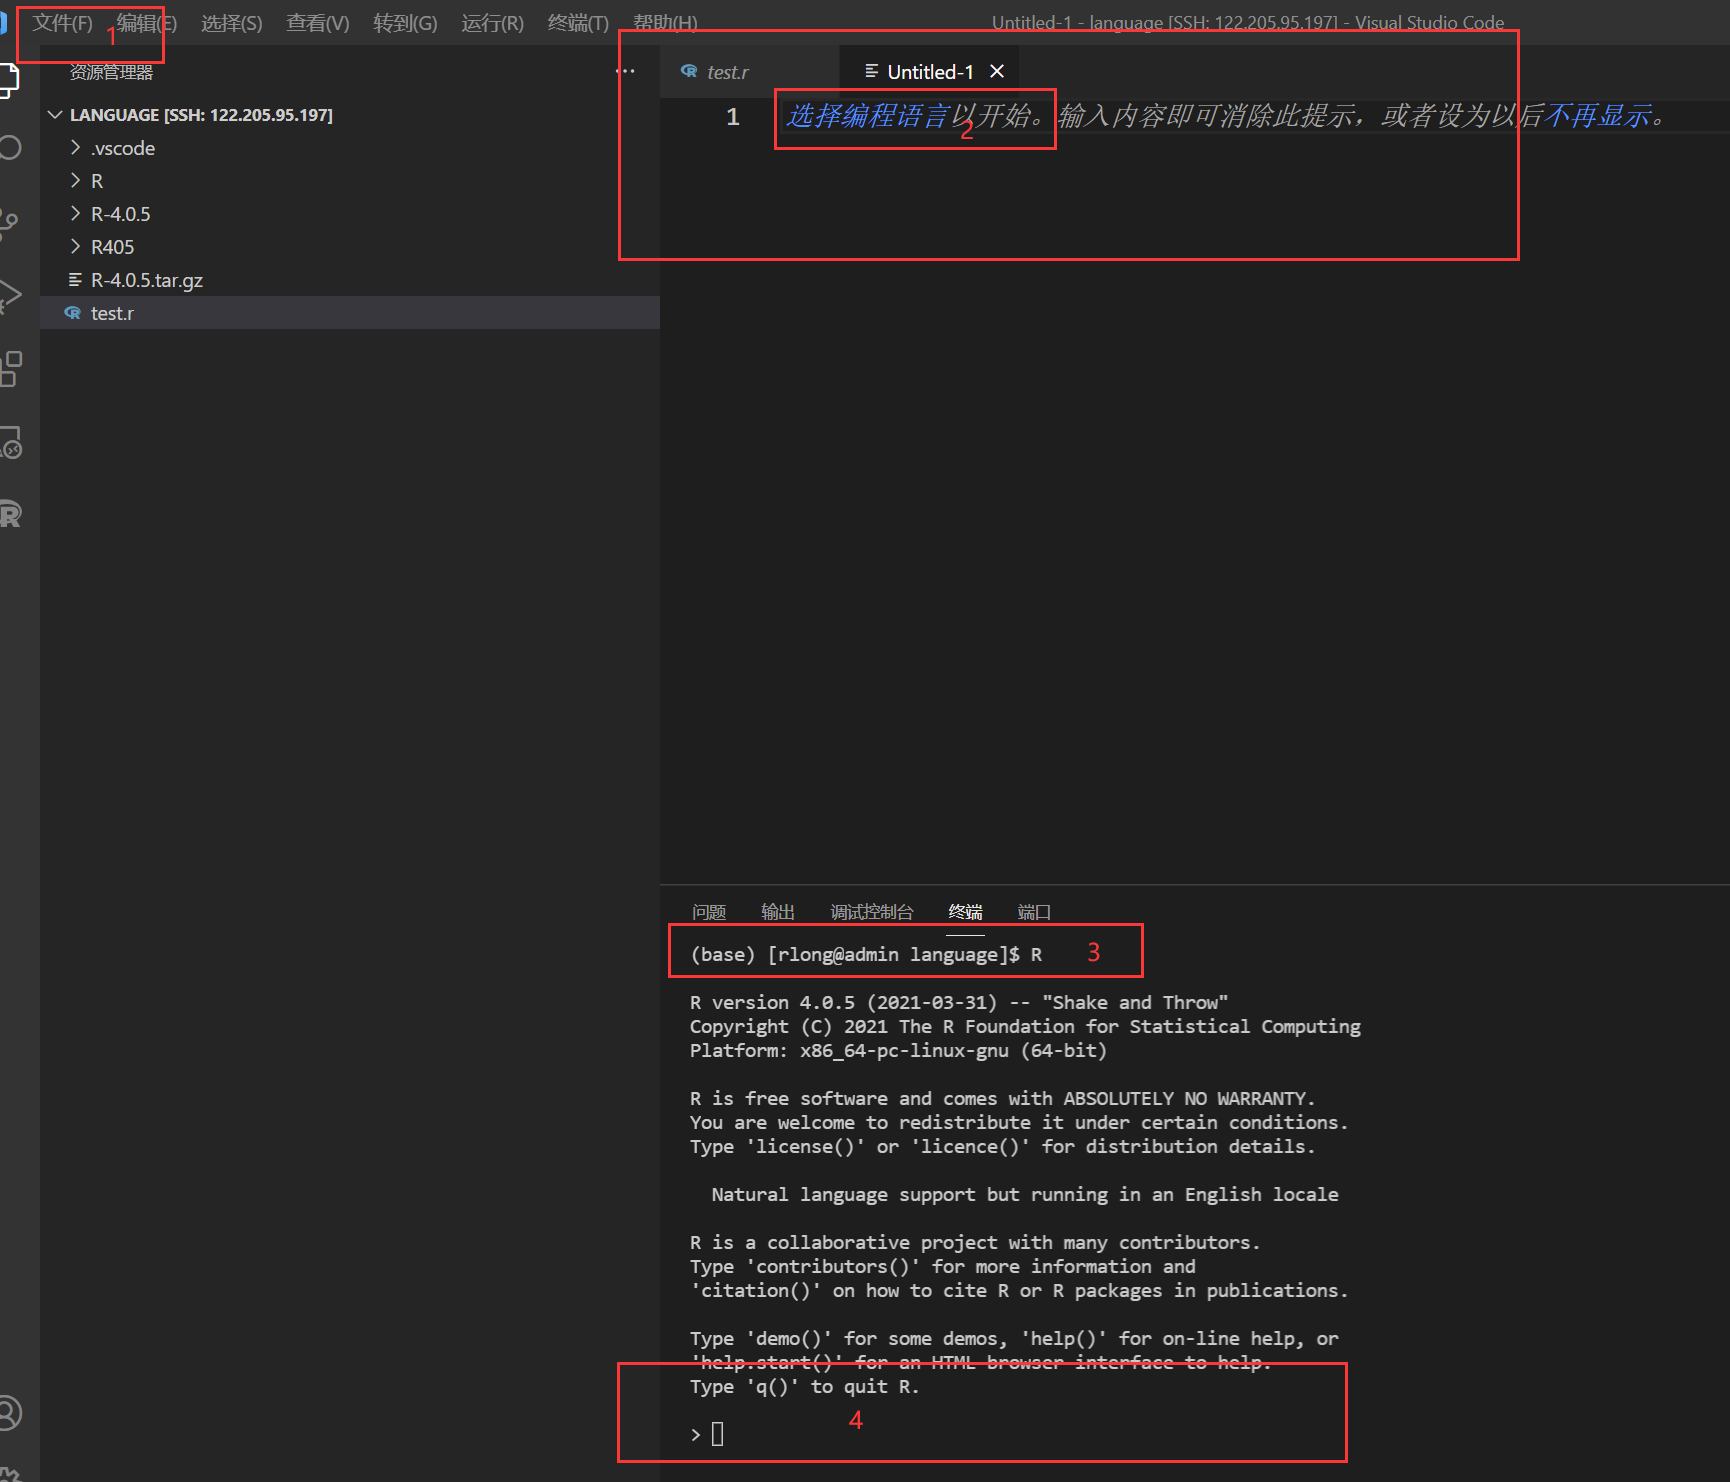 文件(F) 编辑(E) 选择(S) 查看(V) 转到(G) 运行(R) 终端(T) 帮助(H) Untitled-1 - language [SSH: 122.205.95.197] - Visual Studio Code
1
资源管理器 ···
test.r Untitled-1
LANGUAGE [SSH: 122.205.95.197]
.vscode
R
R-4.0.5
R405
R-4.0.5.tar.gz
test.r
1 选择编程语言以开始。输入内容即可消除此提示，或者设为以后不再显示。
2
问题 输出 调试控制台 终端 端口
(base) [rlong@admin language]$ R 3
R version 4.0.5 (2021-03-31) -- "Shake and Throw"
Copyright (C) 2021 The R Foundation for Statistical Computing
Platform: x86_64-pc-linux-gnu (64-bit)
R is free software and comes with ABSOLUTELY NO WARRANTY.
You are welcome to redistribute it under certain conditions.
Type 'license()' or 'licence()' for distribution details.
Natural language support but running in an English locale
R is a collaborative project with many contributors.
Type 'contributors()' for more information and
'citation()' on how to cite R or R packages in publications.
Type 'demo()' for some demos, 'help()' for on-line help, or
'help.start()' for an HTML browser interface to help.
Type 'q()' to quit R.
4
>